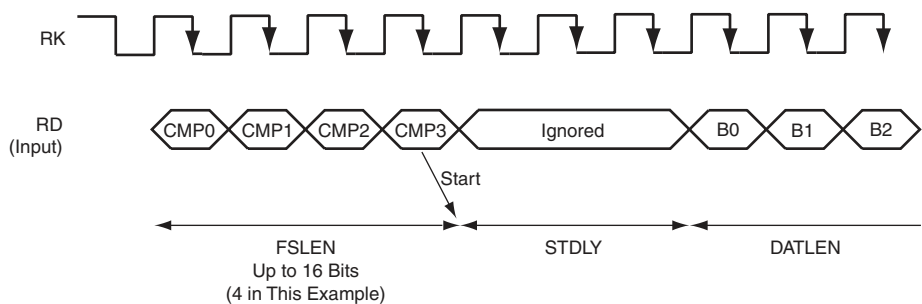 RK
RD
(Input)
CMP0 CMP1 CMP2 CMP3 Ignored B0 B1 B2
Start
FSLEN STDLY DATLEN
Up to 16 Bits
(4 in This Example)